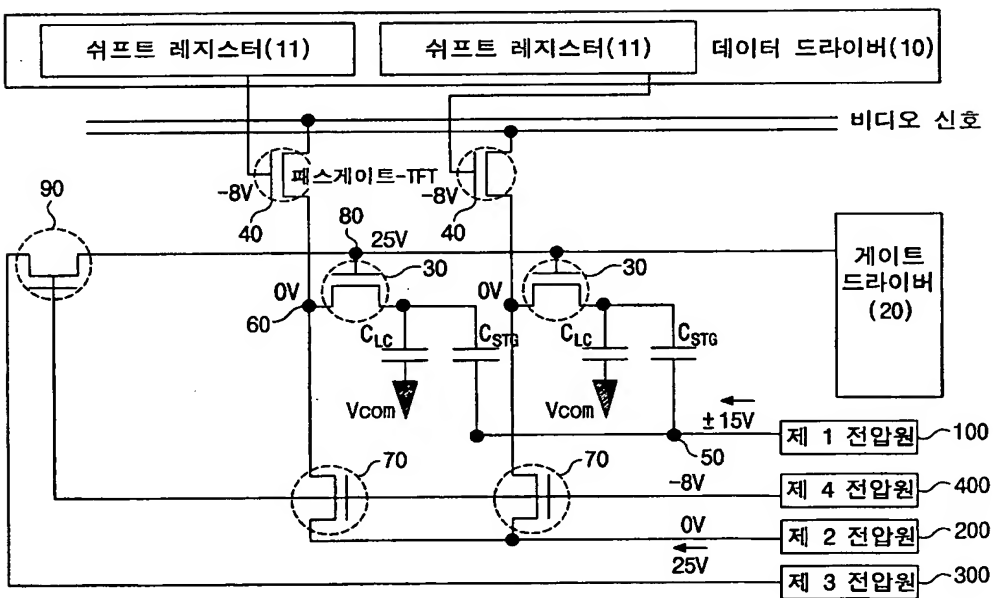 쉬프트 레지스터(11)
쉬프트 레지스터(11)
데이터 드라이버(10)
비디오 신호
패스게이트-TFT
-8V
-8V
90
40
40
80
25V
30
30
게이트
드라이버
(20)
0V
0V
60
CLC
CSTG
CLC
CSTG
Vcom
Vcom
±15V
제 1 전압원
100
70
70
50
-8V
제 4 전압원
400
0V
제 2 전압원
200
25V
제 3 전압원
300